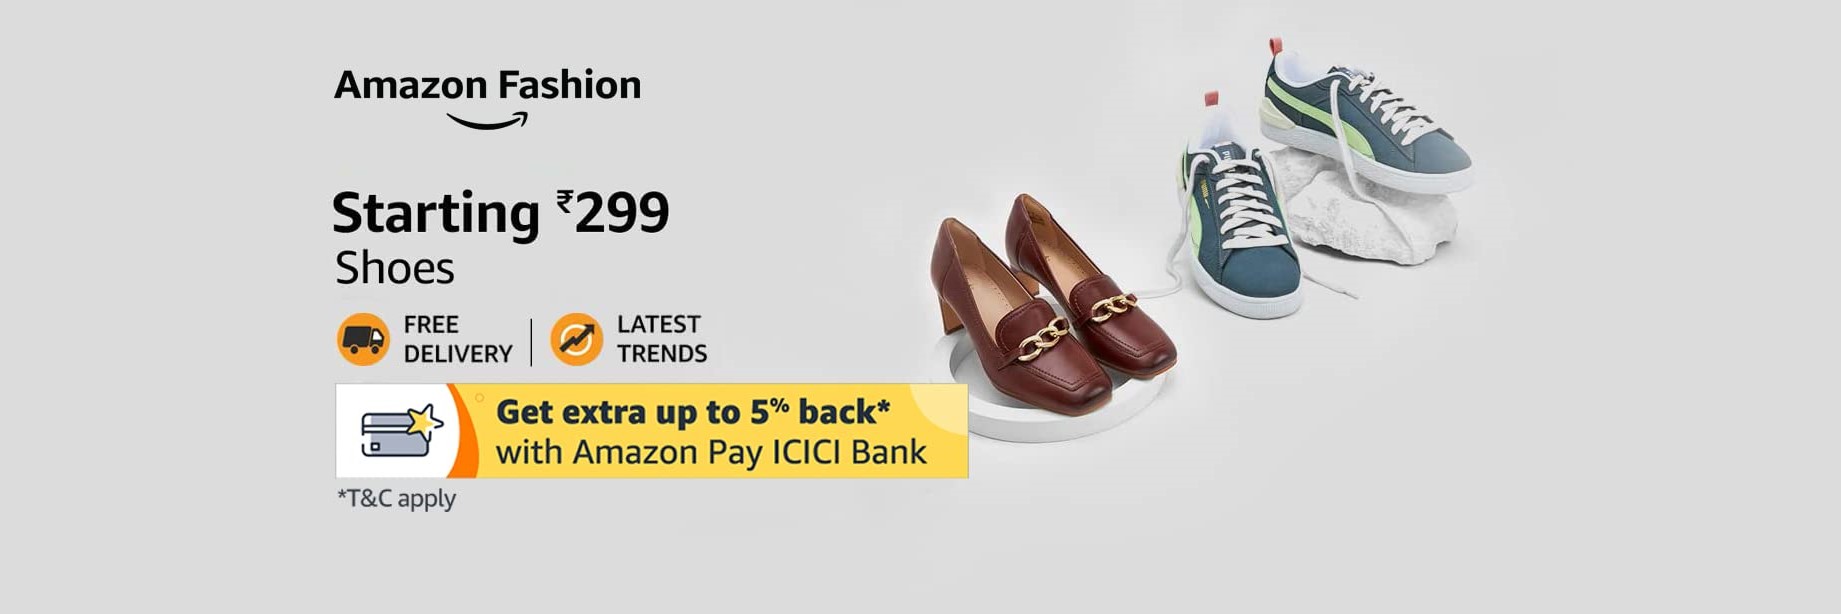 Amazon Fashion
Starting ₹299
Shoes
FREE
DELIVERY
LATEST
TRENDS
Get extra up to 5% back*
with Amazon Pay ICICI Bank
*T&C apply